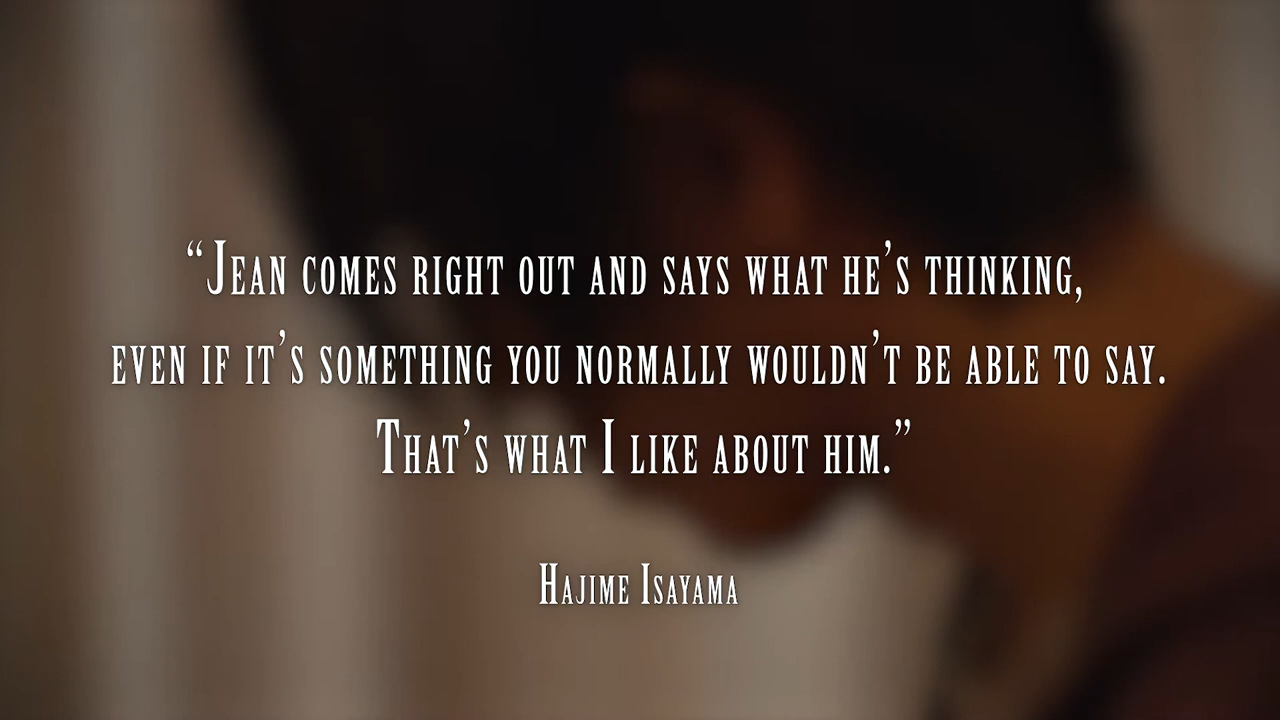 “Jean comes right out and says what he’s thinking,
even if it’s something you normally wouldn’t be able to say.
That’s what I like about him.”
Hajime Isayama